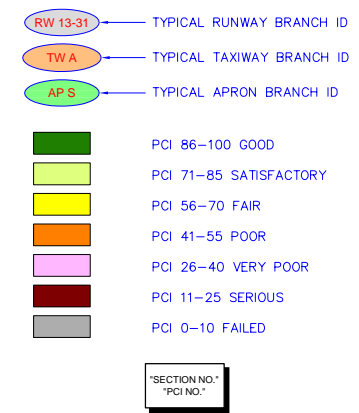 RW 13-31 TYPICAL RUNWAY BRANCH ID
TW A TYPICAL TAXIWAY BRANCH ID
AP S TYPICAL APRON BRANCH ID
PCI 86-100 GOOD
PCI 71-85 SATISFACTORY
PCI 56-70 FAIR
PCI 41-55 POOR
PCI 26-40 VERY POOR
PCI 11-25 SERIOUS
PCI 0-10 FAILED
"SECTION NO."
"PCI NO."